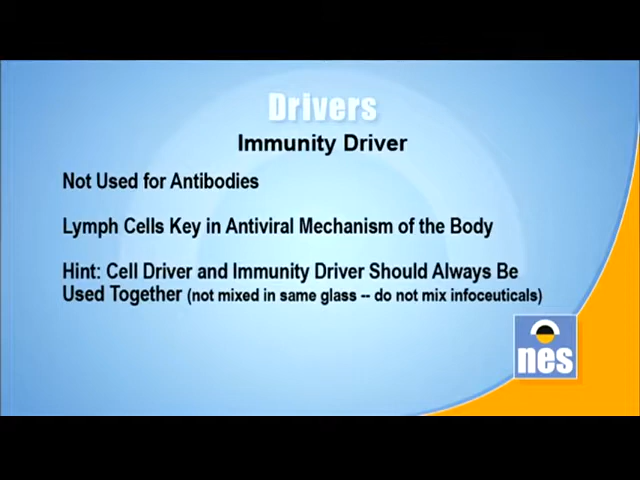 Drivers
Immunity Driver
Not Used for Antibodies
Lymph Cells Key in Antiviral Mechanism of the Body
Hint: Cell Driver and Immunity Driver Should Always Be
Used Together (not mixed in same glass -- do not mix infoceuticals)
nes